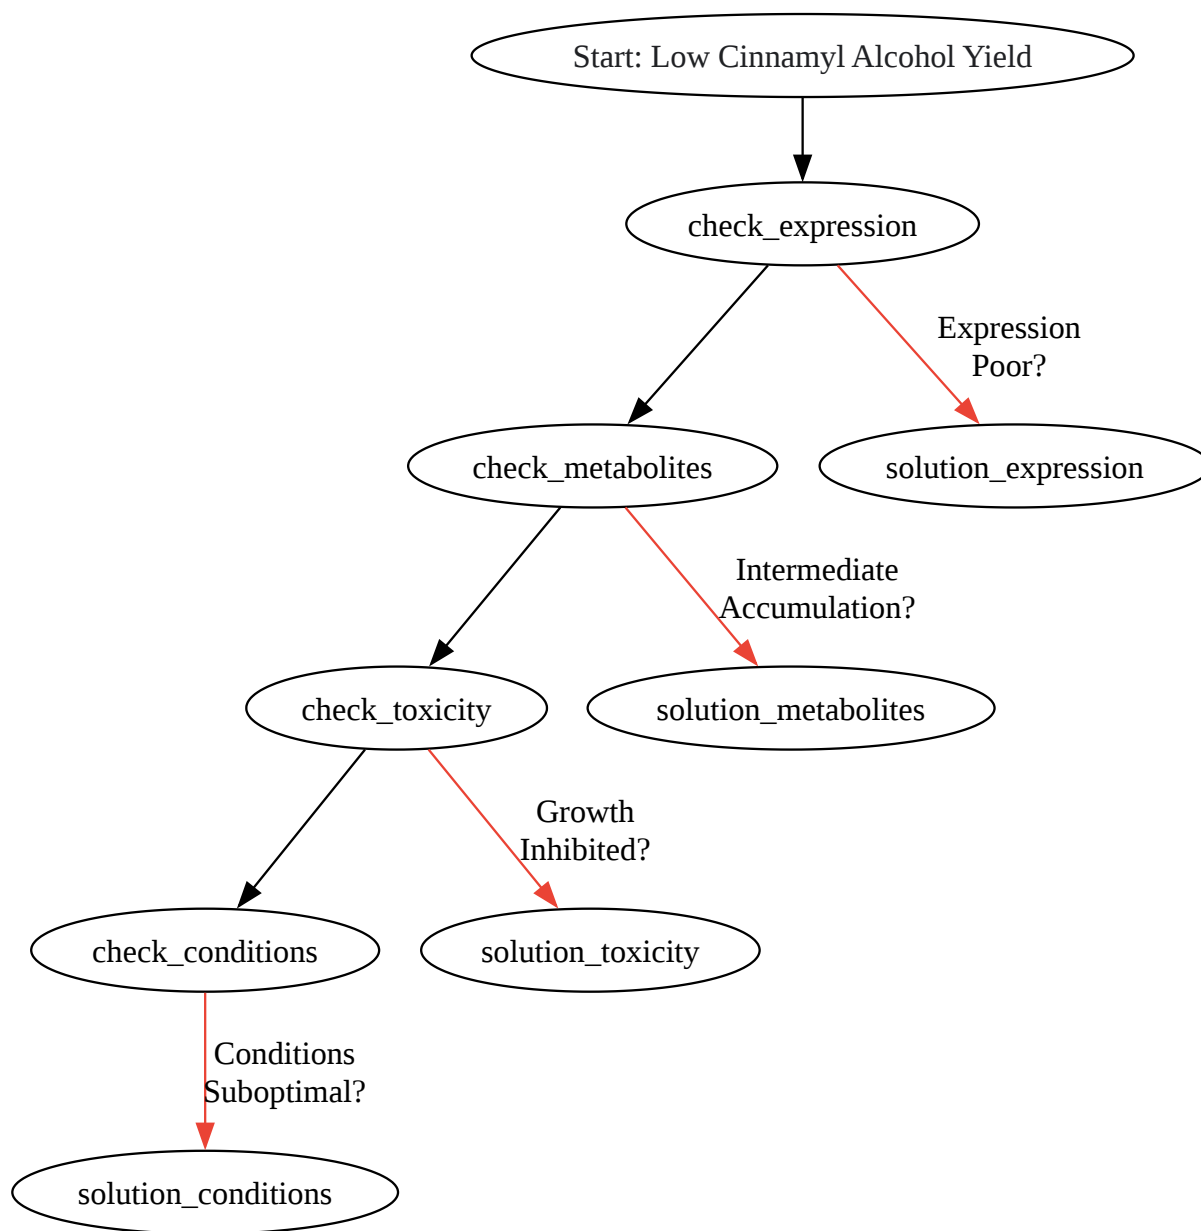 Start: Low Cinnamyl Alcohol Yield
check_expression
Expression
Poor?
check_metabolites
solution_expression
Intermediate
Accumulation?
check_toxicity
solution_metabolites
Growth
Inhibited?
check_conditions
solution_toxicity
Conditions
Suboptimal?
solution_conditions